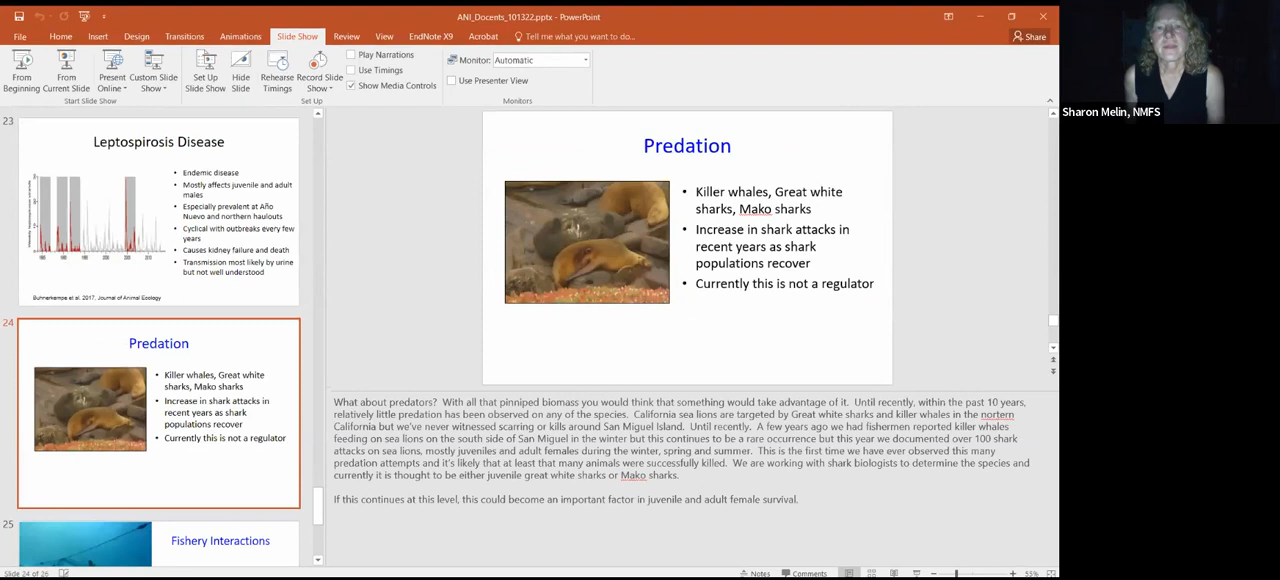 ANI_Docents_101322.pptx - PowerPoint
File Home Insert Design Transitions Animations Slide Show Review View EndNote X9 Acrobat Tell me what you want to do...
Share
From Beginning
From Current Slide
Present Online
Custom Slide Show
Start Slide Show
Set Up Slide Show
Hide Slide
Rehearse Timings
Record Slide Show
Play Narrations
Use Timings
Show Media Controls
Set Up
Monitor: Automatic
Use Presenter View
Monitors
Sharon Melin, NMFS
23
Leptospirosis Disease
• Endemic disease
• Mostly affects juvenile and adult
males
• Especially prevalent at Año
Nuevo and northern haulouts
• Cyclical with outbreaks every few
years
• Causes kidney failure and death
• Transmission most likely by urine
but not well understood
Buhnerkempe et al. 2017. Journal of Animal Ecology
24
Predation
• Killer whales, Great white
sharks, Mako sharks
• Increase in shark attacks in
recent years as shark
populations recover
• Currently this is not a regulator
25
Fishery Interactions
Predation
• Killer whales, Great white
sharks, Mako sharks
• Increase in shark attacks in
recent years as shark
populations recover
• Currently this is not a regulator
What about predators? With all that pinniped biomass you would think that something would take advantage of it. Until recently, within the past 10 years,
relatively little predation has been observed on any of the species. California sea lions are targeted by Great white sharks and killer whales in the nortern
California but we've never witnessed scarring or kills around San Miguel Island. Until recently. A few years ago we had fishermen reported killer whales
feeding on sea lions on the south side of San Miguel in the winter but this continues to be a rare occurrence but this year we documented over 100 shark
attacks on sea lions, mostly juveniles and adult females during the winter, spring and summer. This is the first time we have ever observed this many
predation attempts and it's likely that at least that many animals were successfully killed. We are working with shark biologists to determine the species and
currently it is thought to be either juvenile great white sharks or Mako sharks.
If this continues at this level, this could become an important factor in juvenile and adult female survival.
Slide 24 of 26
Notes
Comments
55%